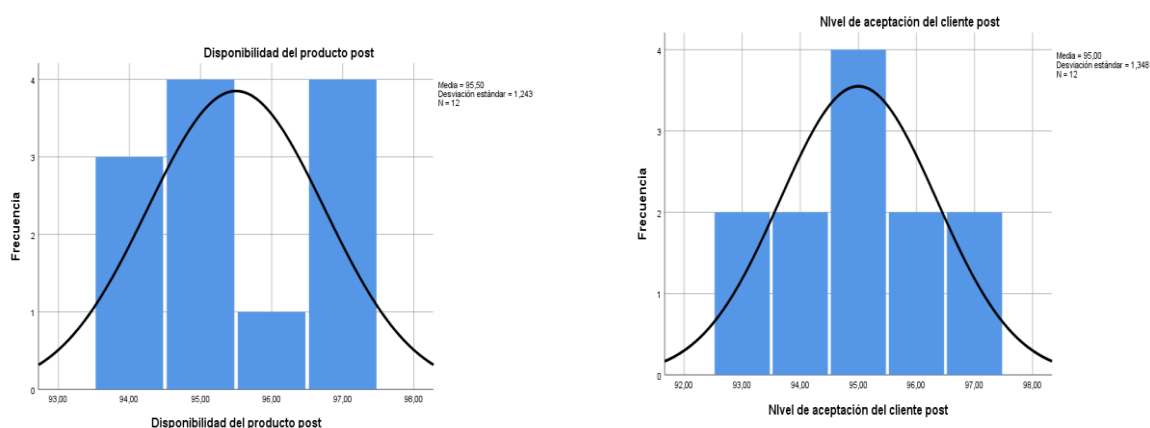 Disponibilidad del producto post
Media = 95,50
Desviación estándar = 1,243
N = 12
4
3
2
1
0
Frecuencia
93,00 94,00 95,00 96,00 97,00 98,00
Disponibilidad del producto post
NIvel de aceptación del cliente post
Media = 95,00
Desviación estándar = 1,348
N = 12
4
3
2
1
0
Frecuencia
92,00 93,00 94,00 95,00 96,00 97,00 98,00
NIvel de aceptación del cliente post